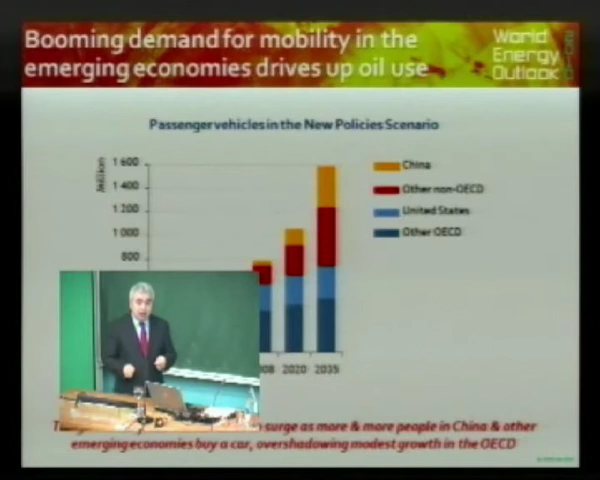 Booming demand for mobility in the
emerging economies drives up oil use
World
Energy
Outlook
Passenger vehicles in the New Policies Scenario
Million
1 600
1 400
1 200
1 000
800
China
Other non-OECD
United States
Other OECD
08 2020 2035
surge as more & more people in China & other
emerging economies buy a car, overshadowing modest growth in the OECD